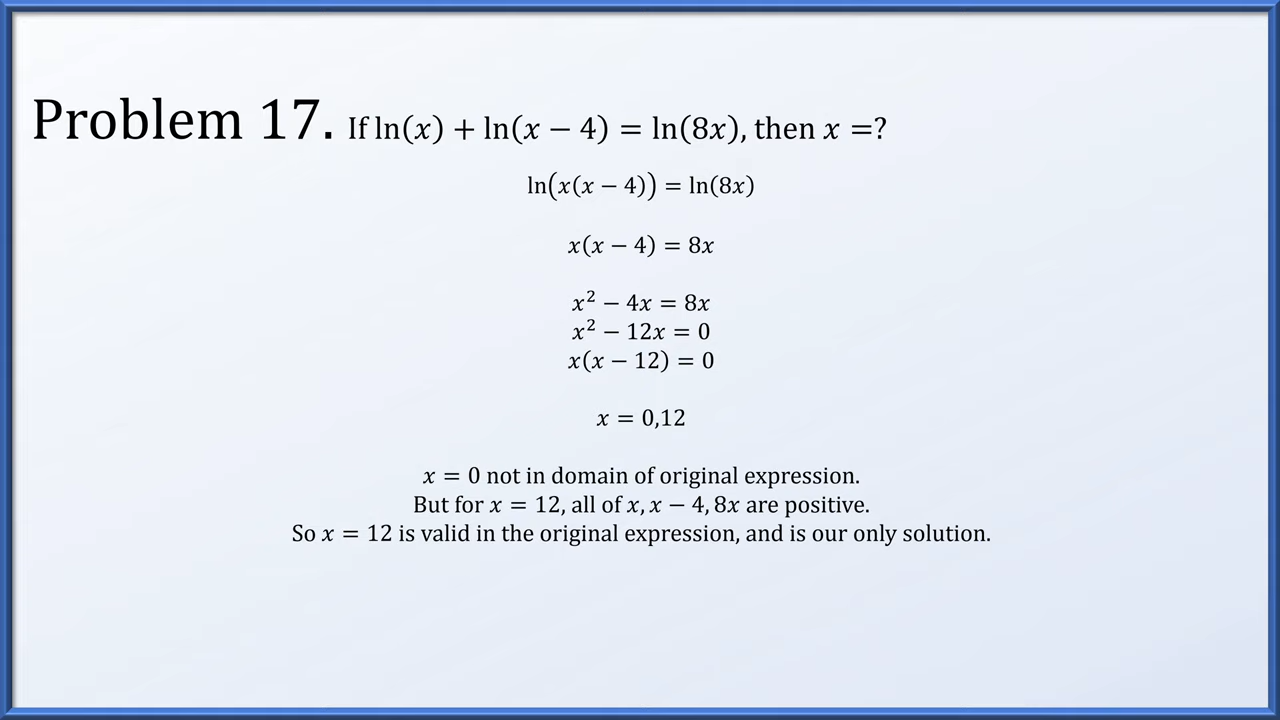 Problem 17. If ln(x) + ln(x − 4) = ln(8x), then x =?
ln(x(x − 4)) = ln(8x)
x(x − 4) = 8x
x² − 4x = 8x
x² − 12x = 0
x(x − 12) = 0
x = 0,12
x = 0 not in domain of original expression.
But for x = 12, all of x, x − 4, 8x are positive.
So x = 12 is valid in the original expression, and is our only solution.